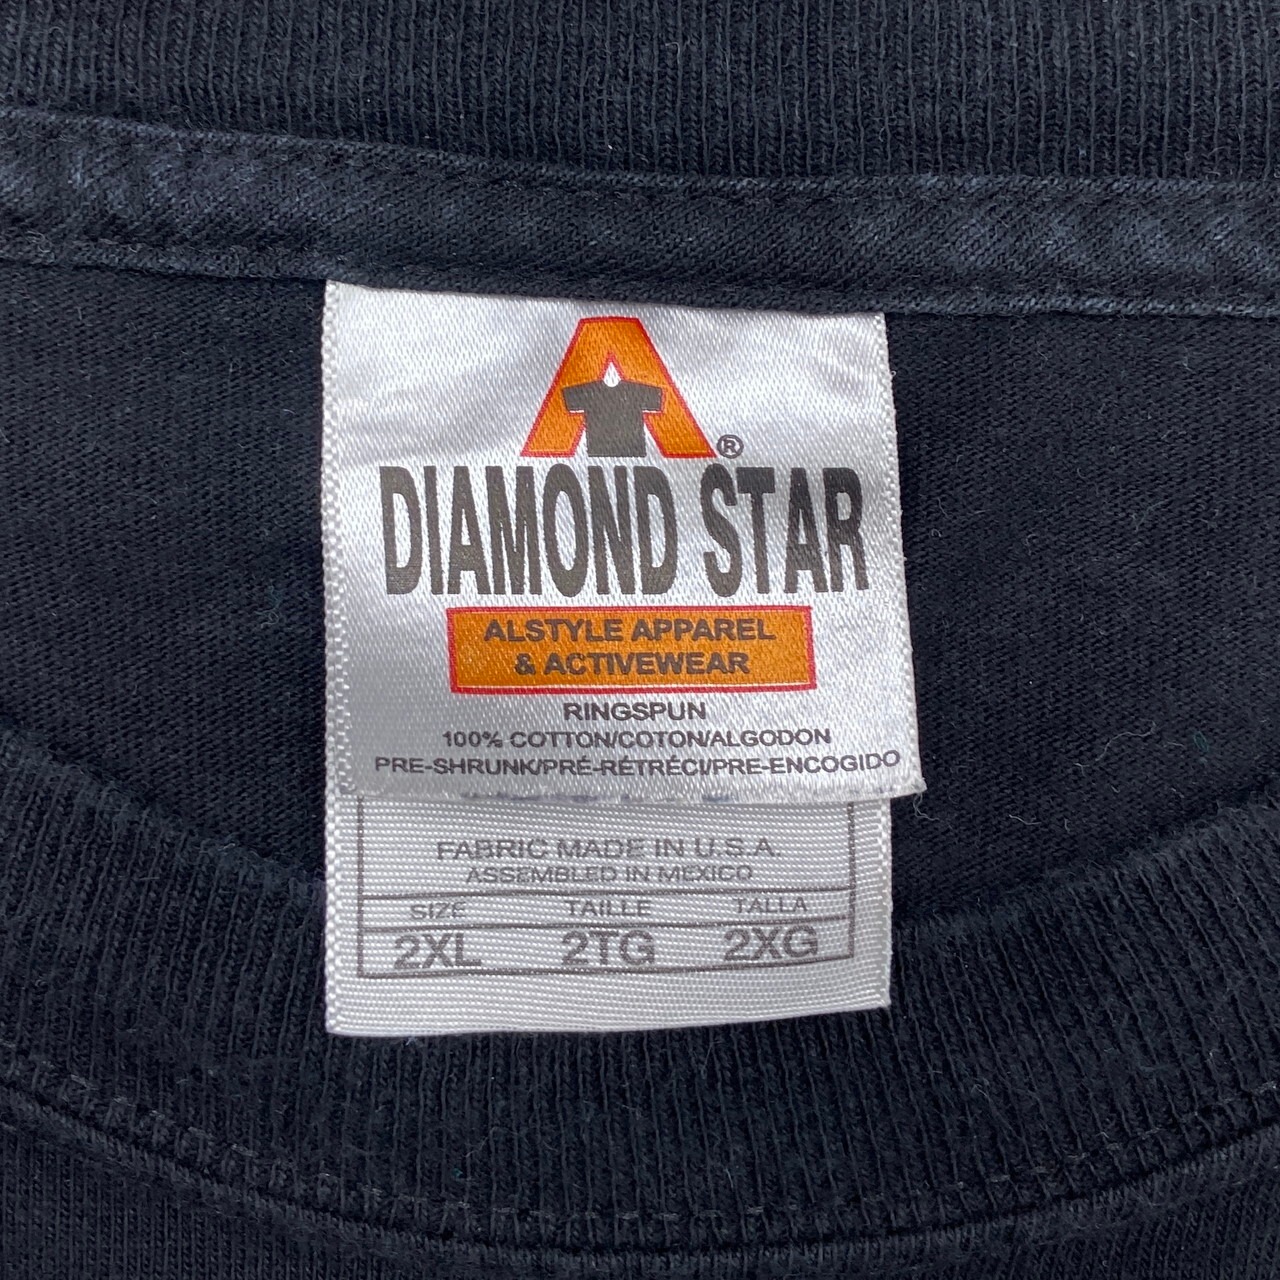 A®
DIAMOND STAR
ALSTYLE APPAREL
& ACTIVEWEAR
RINGSPUN
100% COTTON/COTON/ALGODON
PRE-SHRUNK/PRÉ-RÉTRÉCI/PRE-ENCOGIDO
FABRIC MADE IN U.S.A.
ASSEMBLED IN MEXICO
SIZE TAILLE TALLA
2XL 2TG 2XG